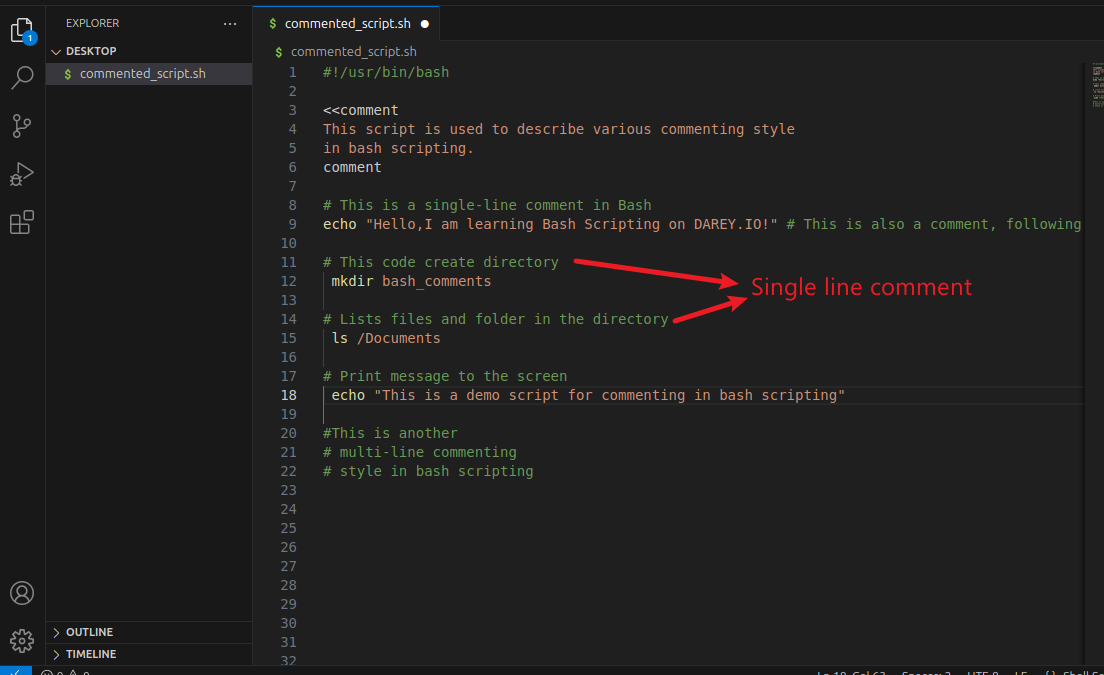 EXPLORER
DESKTOP
$ commented_script.sh
OUTLINE
TIMELINE
1
$ commented_script.sh
$ commented_script.sh
1 #!/usr/bin/bash
2
3 <<comment
4 This script is used to describe various commenting style
5 in bash scripting.
6 comment
7
8 # This is a single-line comment in Bash
9 echo "Hello,I am learning Bash Scripting on DAREY.IO!" # This is also a comment, following
10
11 # This code create directory
12 mkdir bash_comments
13
14 # Lists files and folder in the directory
15 ls /Documents
16
17 # Print message to the screen
18 echo "This is a demo script for commenting in bash scripting"
19
20 #This is another
21 # multi-line commenting
22 # style in bash scripting
23
24
25
26
27
28
29
30
31
32
Single line comment